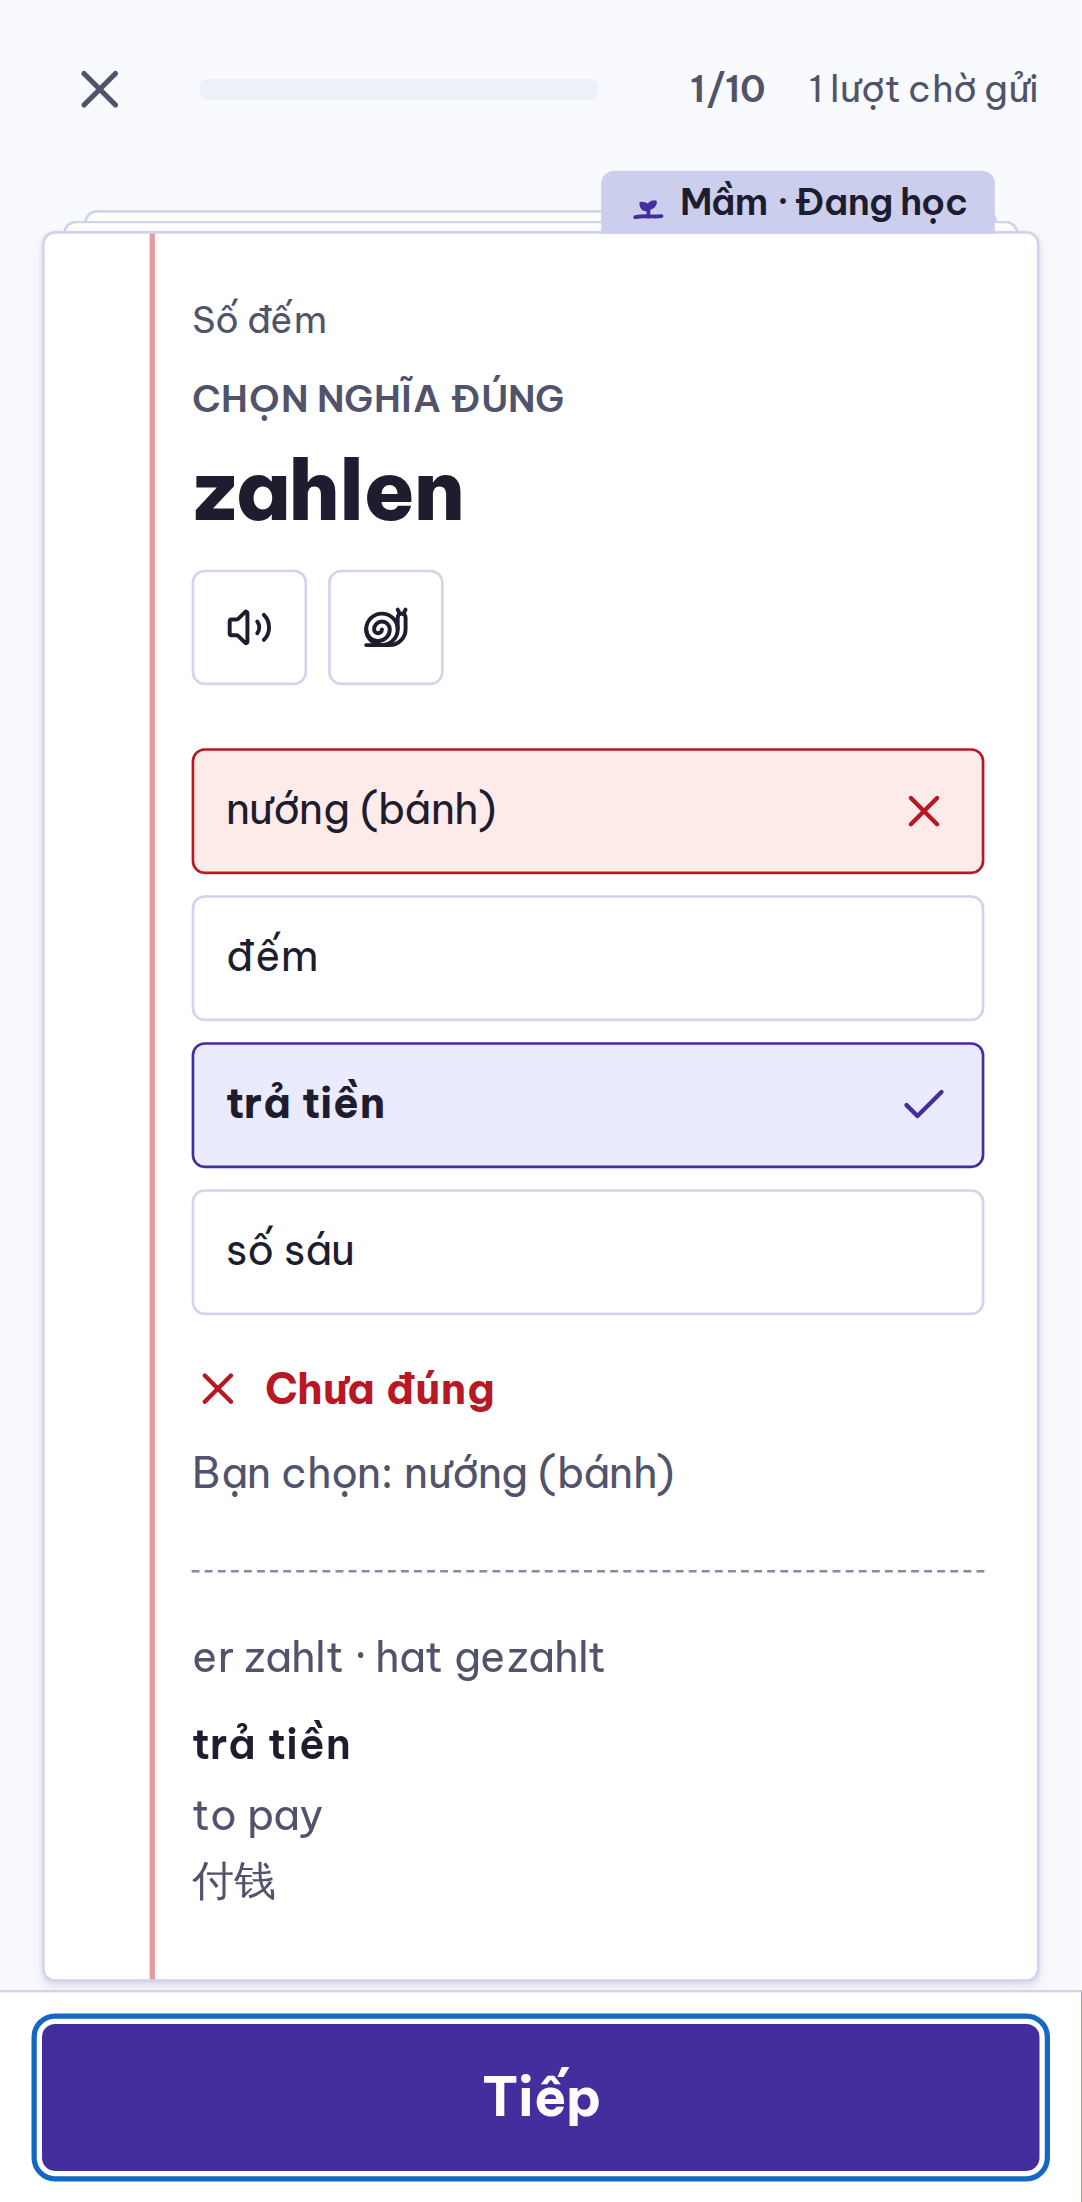 1/10 1 lượt chờ gửi
Mầm · Đang học
Số đếm
CHỌN NGHĨA ĐÚNG
zahlen
nướng (bánh)
đếm
trả tiền
số sáu
Chưa đúng
Bạn chọn: nướng (bánh)
er zahlt · hat gezahlt
trả tiền
to pay
付钱
Tiếp